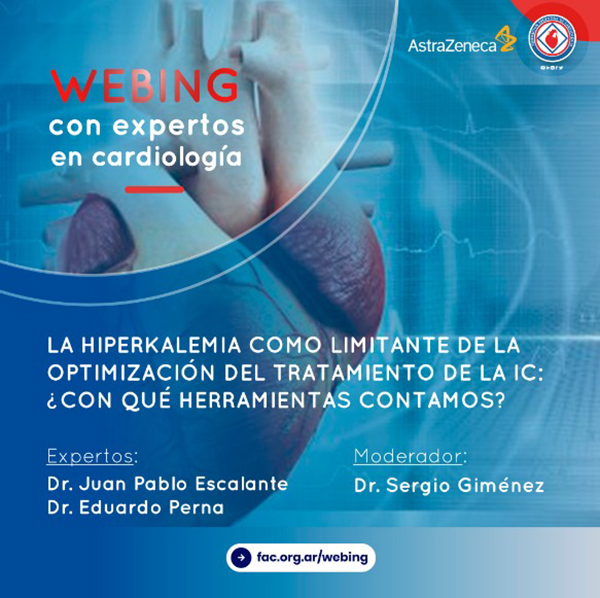 AstraZeneca
WEBING
con expertos
en cardiología
LA HIPERKALEMIA COMO LIMITANTE DE LA
OPTIMIZACIÓN DEL TRATAMIENTO DE LA IC:
¿CON QUÉ HERRAMIENTAS CONTAMOS?
Expertos:
Dr. Juan Pablo Escalante
Dr. Eduardo Perna
Moderador:
Dr. Sergio Giménez
fac.org.ar/webing